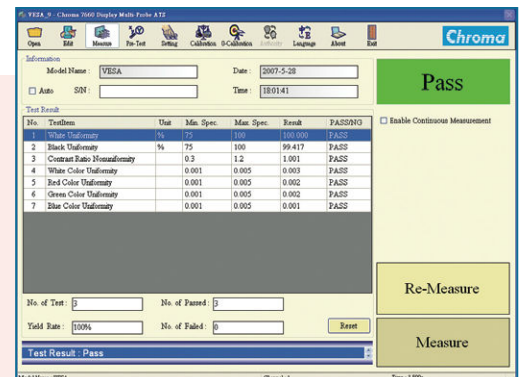 VESA_9 - Chroma 7660 Display Multi-Probe ATS
Open Edit Measure Pre-Test Setting Calibration 0-Calibration Authority Language About Exit
Chroma
Information
Model Name : VESA Date : 2007-5-28
Auto S/N : Time : 18:01:41
Pass
Test Result
Enable Continuous Measurement
No. TestItem Unit Min. Spec. Max. Spec. Result PASS/NG
1 White Uniformity % 75 100 100.000 PASS
2 Black Uniformity % 75 100 99.417 PASS
3 Contrast Ratio Nonuniformity 0.3 1.2 1.001 PASS
4 White Color Uniformity 0.001 0.005 0.003 PASS
5 Red Color Uniformity 0.001 0.005 0.002 PASS
6 Green Color Uniformity 0.001 0.005 0.002 PASS
7 Blue Color Uniformity 0.001 0.005 0.001 PASS
Re-Measure
No. of Test : 3 No. of Passed : 3
Yield Rate : 100% No. of Failed : 0 Reset
Measure
Test Result : Pass